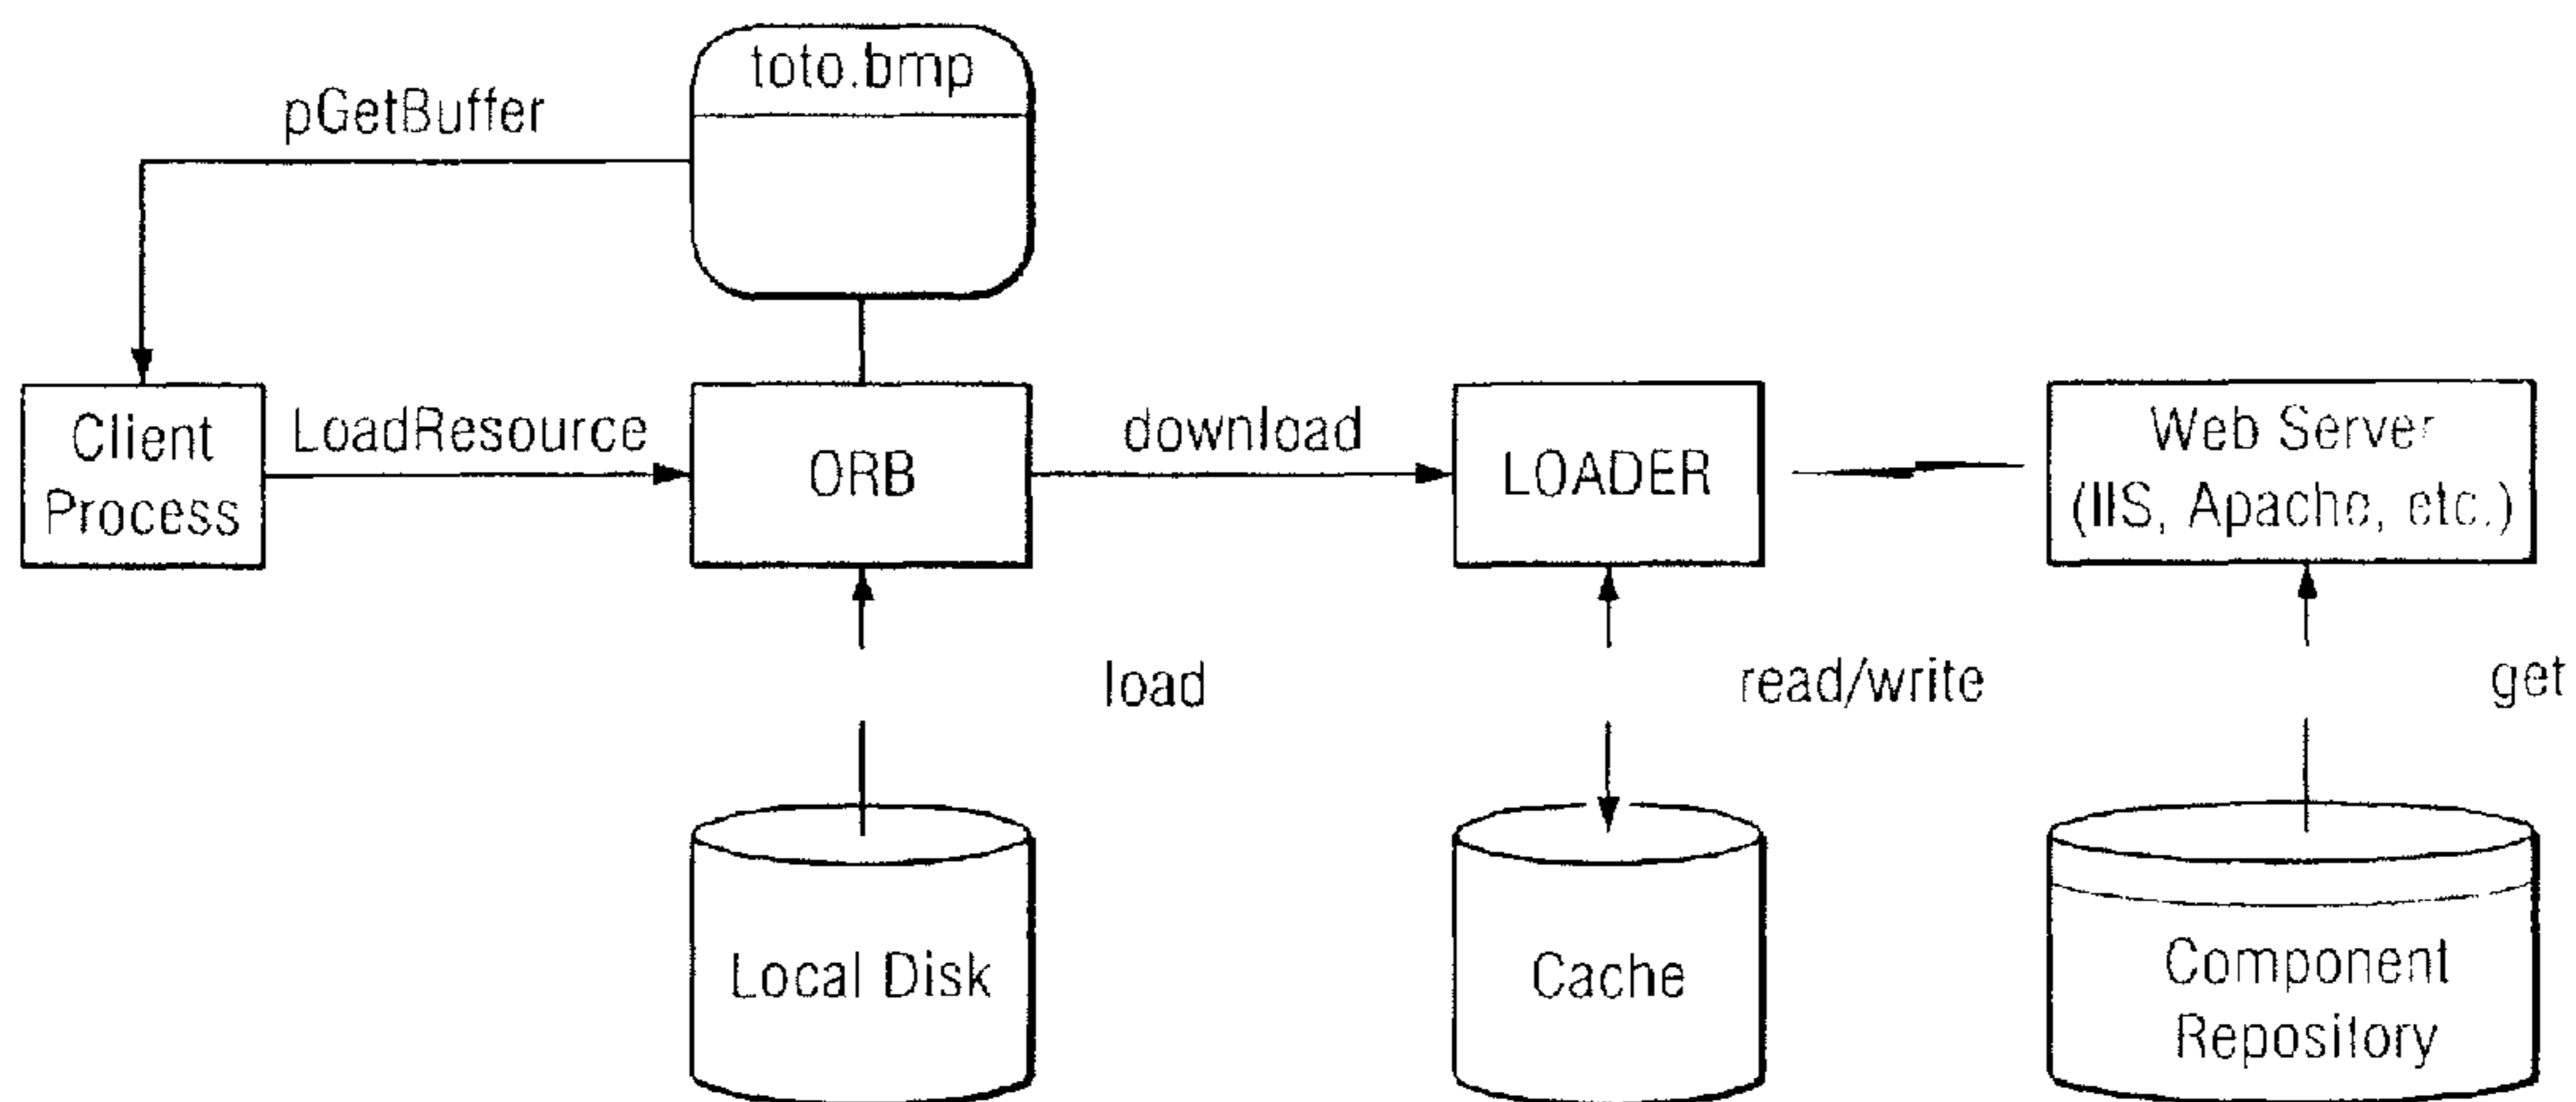 toto.bmp
pGetBuffer
Client
Process
LoadResource
ORB
download
LOADER
Web Server
(IIS, Apache, etc.)
load
read/write
get
Local Disk
Cache
Component
Repository